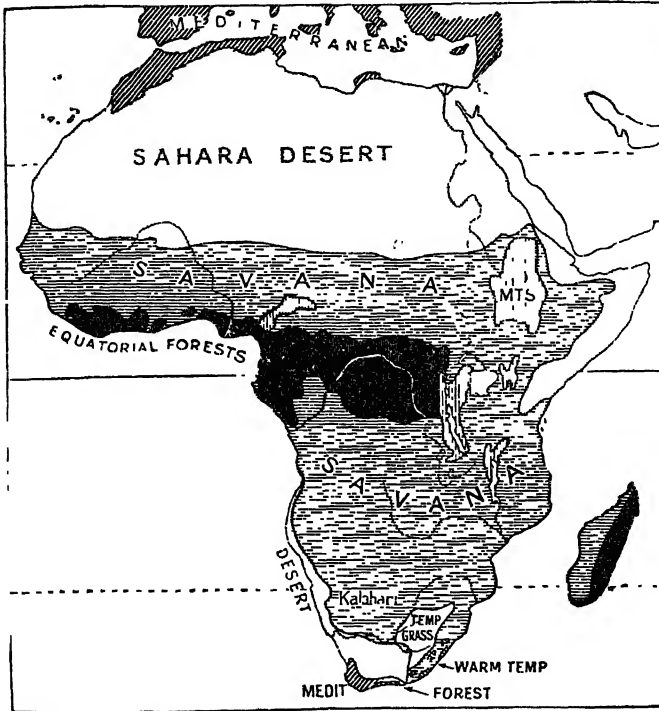 MEDITERRANEAN
SAHARA DESERT
SAVANA
MTS
EQUATORIAL FORESTS
SAVANA
DESERT
Kalahari
TEMP
GRASS
WARM TEMP
MEDIT
FOREST